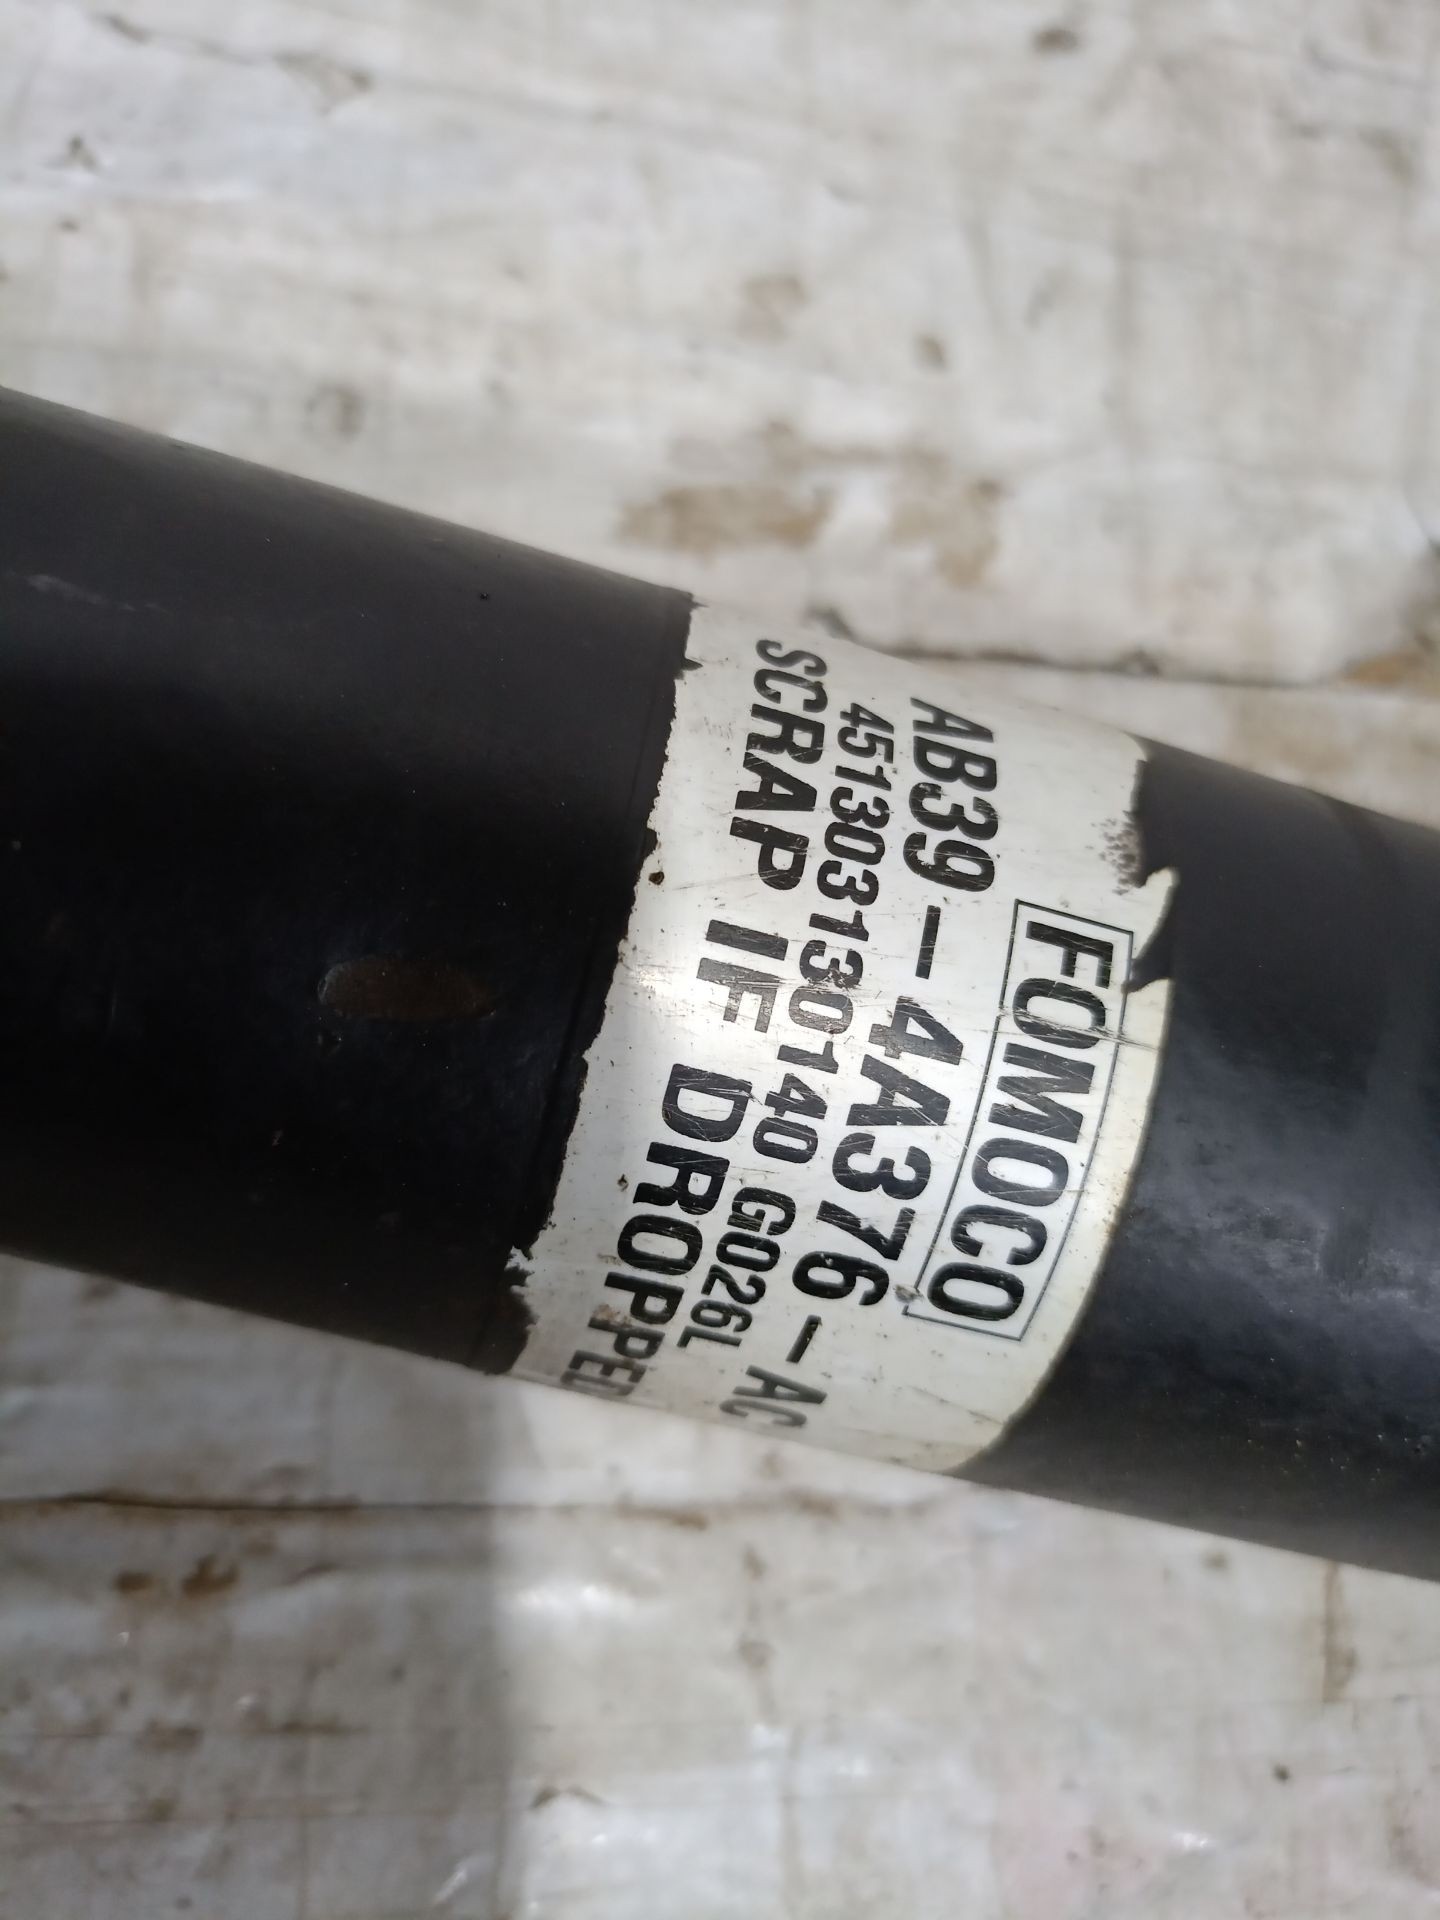 FOMOCO
AB39-4A376-AC
451303130140 G026L
SCRAP IF DROPPED